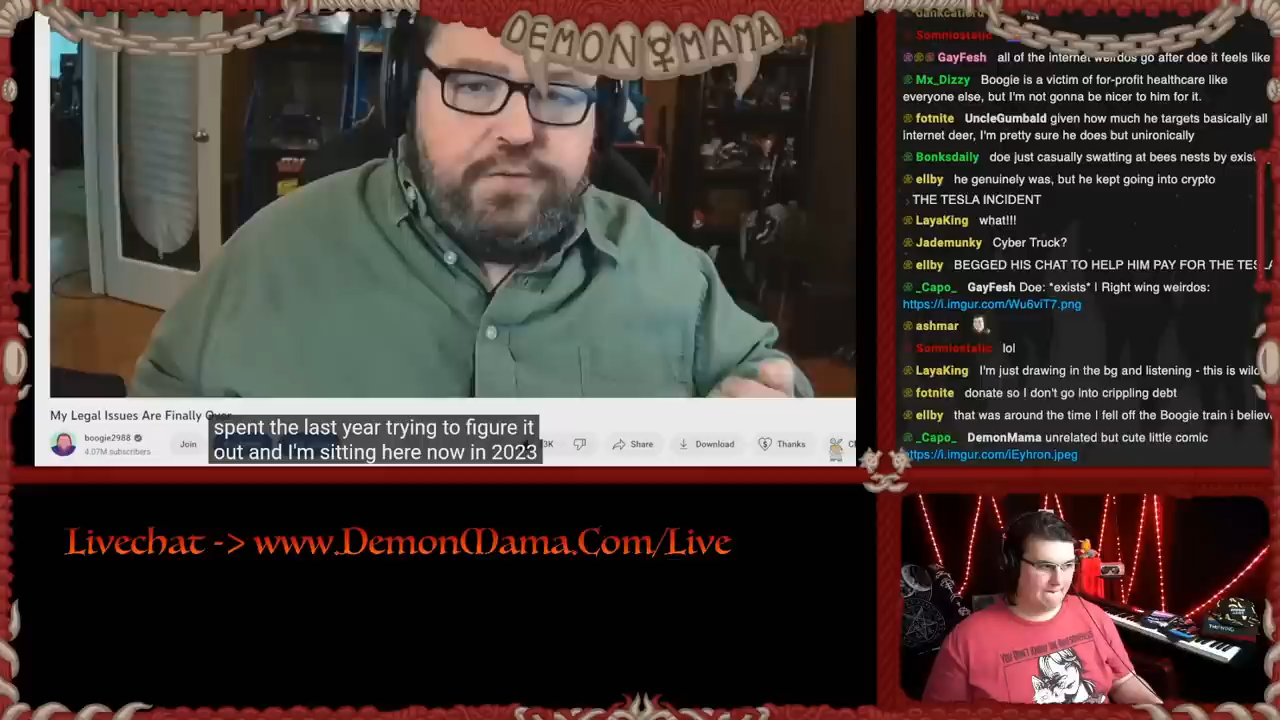 DEMON MAMA
Somniostatic
GayFesh all of the internet weirdos go after doe it feels like
Mx_Dizzy Boogie is a victim of for-profit healthcare like
everyone else, but I'm not gonna be nicer to him for it.
fotnite UncleGumbald given how much he targets basically all
internet deer, I'm pretty sure he does but unironically
Bonksdaily doe just casually swatting at bees nests by exis
ellby he genuinely was, but he kept going into crypto
THE TESLA INCIDENT
LayaKing what!!!
Jademunky Cyber Truck?
ellby BEGGED HIS CHAT TO HELP HIM PAY FOR THE TESLA
_Capo_ GayFesh Doe: *exists* | Right wing weirdos:
https://i.imgur.com/Wu6viT7.png
ashmar
Somniostatic lol
LayaKing I'm just drawing in the bg and listening - this is wild
fotnite donate so I don't go into crippling debt
ellby that was around the time I fell off the Boogie train i believ
_Capo_ DemonMama unrelated but cute little comic
https://i.imgur.com/iEyhron.jpeg
My Legal Issues Are Finally Over
spent the last year trying to figure it
out and I'm sitting here now in 2023
boogie2988
4.07M subscribers
Join
3K
Share
Download
Thanks
Livechat -> www.DemonMama.Com/Live